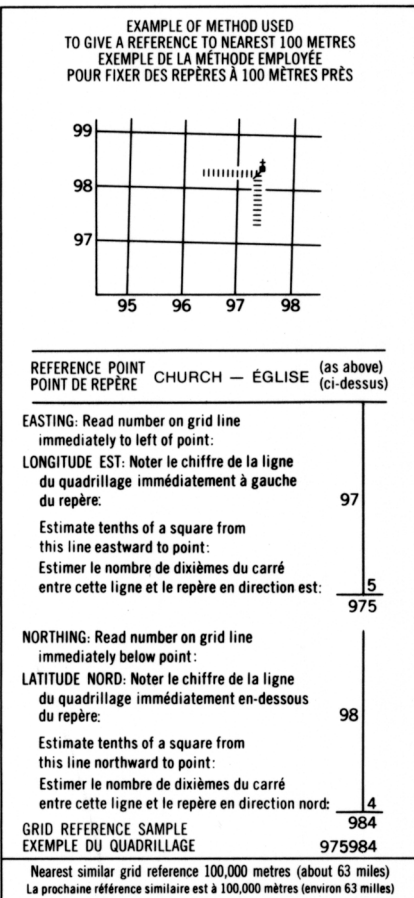 EXAMPLE OF METHOD USED
TO GIVE A REFERENCE TO NEAREST 100 METRES
EXEMPLE DE LA MÉTHODE EMPLOYÉE
POUR FIXER DES REPÈRES À 100 MÈTRES PRÈS
99
98
97
95 96 97 98
REFERENCE POINT
POINT DE REPÈRE
CHURCH — ÉGLISE
(as above)
(ci-dessus)
EASTING: Read number on grid line
immediately to left of point:
LONGITUDE EST: Noter le chiffre de la ligne
du quadrillage immédiatement à gauche
du repère: 97
Estimate tenths of a square from
this line eastward to point:
Estimer le nombre de dixièmes du carré
entre cette ligne et le repère en direction est: 5
975
NORTHING: Read number on grid line
immediately below point:
LATITUDE NORD: Noter le chiffre de la ligne
du quadrillage immédiatement en-dessous
du repère: 98
Estimate tenths of a square from
this line northward to point:
Estimer le nombre de dixièmes du carré
entre cette ligne et le repère en direction nord: 4
984
GRID REFERENCE SAMPLE
EXEMPLE DU QUADRILLAGE 975984
Nearest similar grid reference 100,000 metres (about 63 miles)
La prochaine référence similaire est à 100,000 mètres (environ 63 milles)